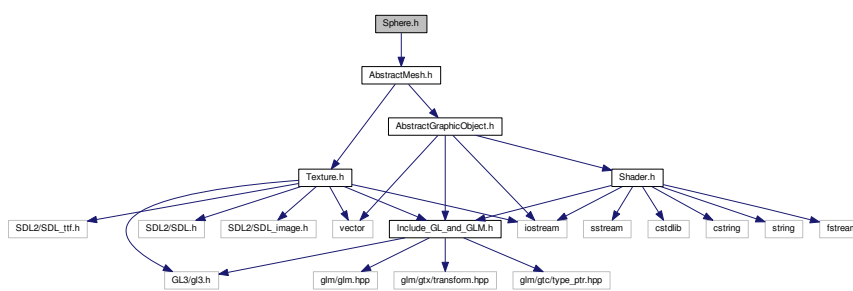 Sphere.h
AbstractMesh.h
AbstractGraphicObject.h
Texture.h
Shader.h
SDL2/SDL_ttf.h
SDL2/SDL.h
SDL2/SDL_image.h
vector
Include_GL_and_GLM.h
iostream
sstream
cstdlib
cstring
string
fstream
GL3/gl3.h
glm/glm.hpp
glm/gtx/transform.hpp
glm/gtc/type_ptr.hpp